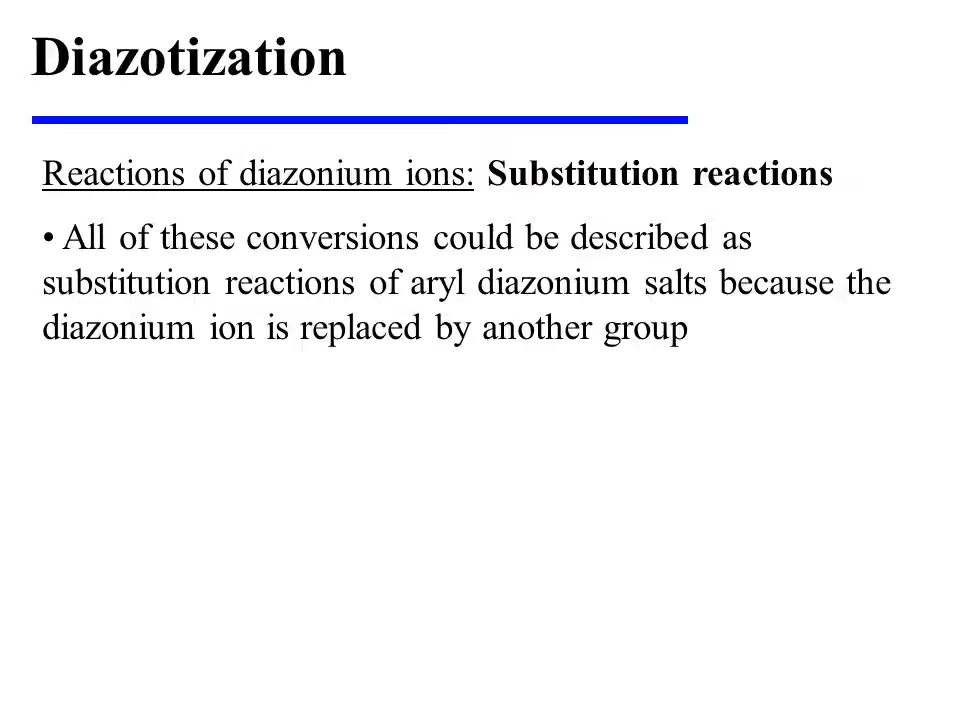 Diazotization
Reactions of diazonium ions: Substitution reactions
• All of these conversions could be described as
substitution reactions of aryl diazonium salts because the
diazonium ion is replaced by another group